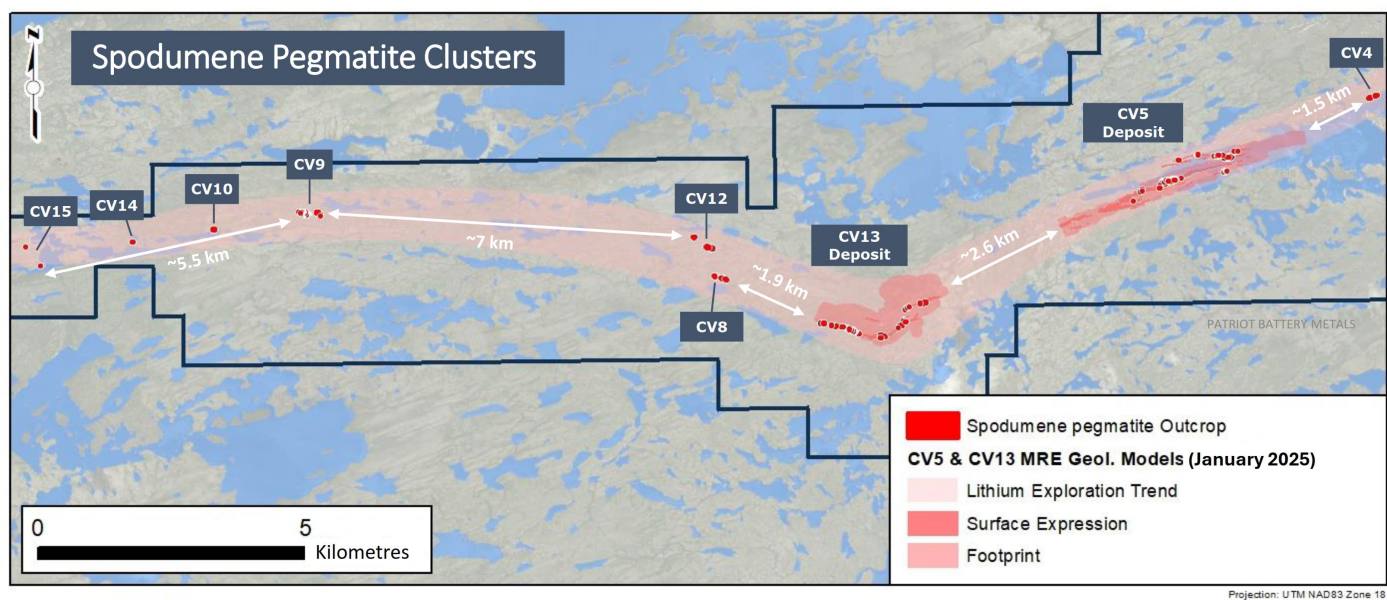 N
Spodumene Pegmatite Clusters
CV4
CV5
Deposit
~1.5 km
CV9
CV10
CV14
CV15
CV12
CV13
Deposit
~7 km
~5.5 km
~2.6 km
~1.9 km
CV8
PATRIOT BATTERY METALS
Spodumene pegmatite Outcrop
CV5 & CV13 MRE Geol. Models (January 2025)
Lithium Exploration Trend
Surface Expression
Footprint
0 5
Kilometres
Projection: UTM NAD83 Zone 18